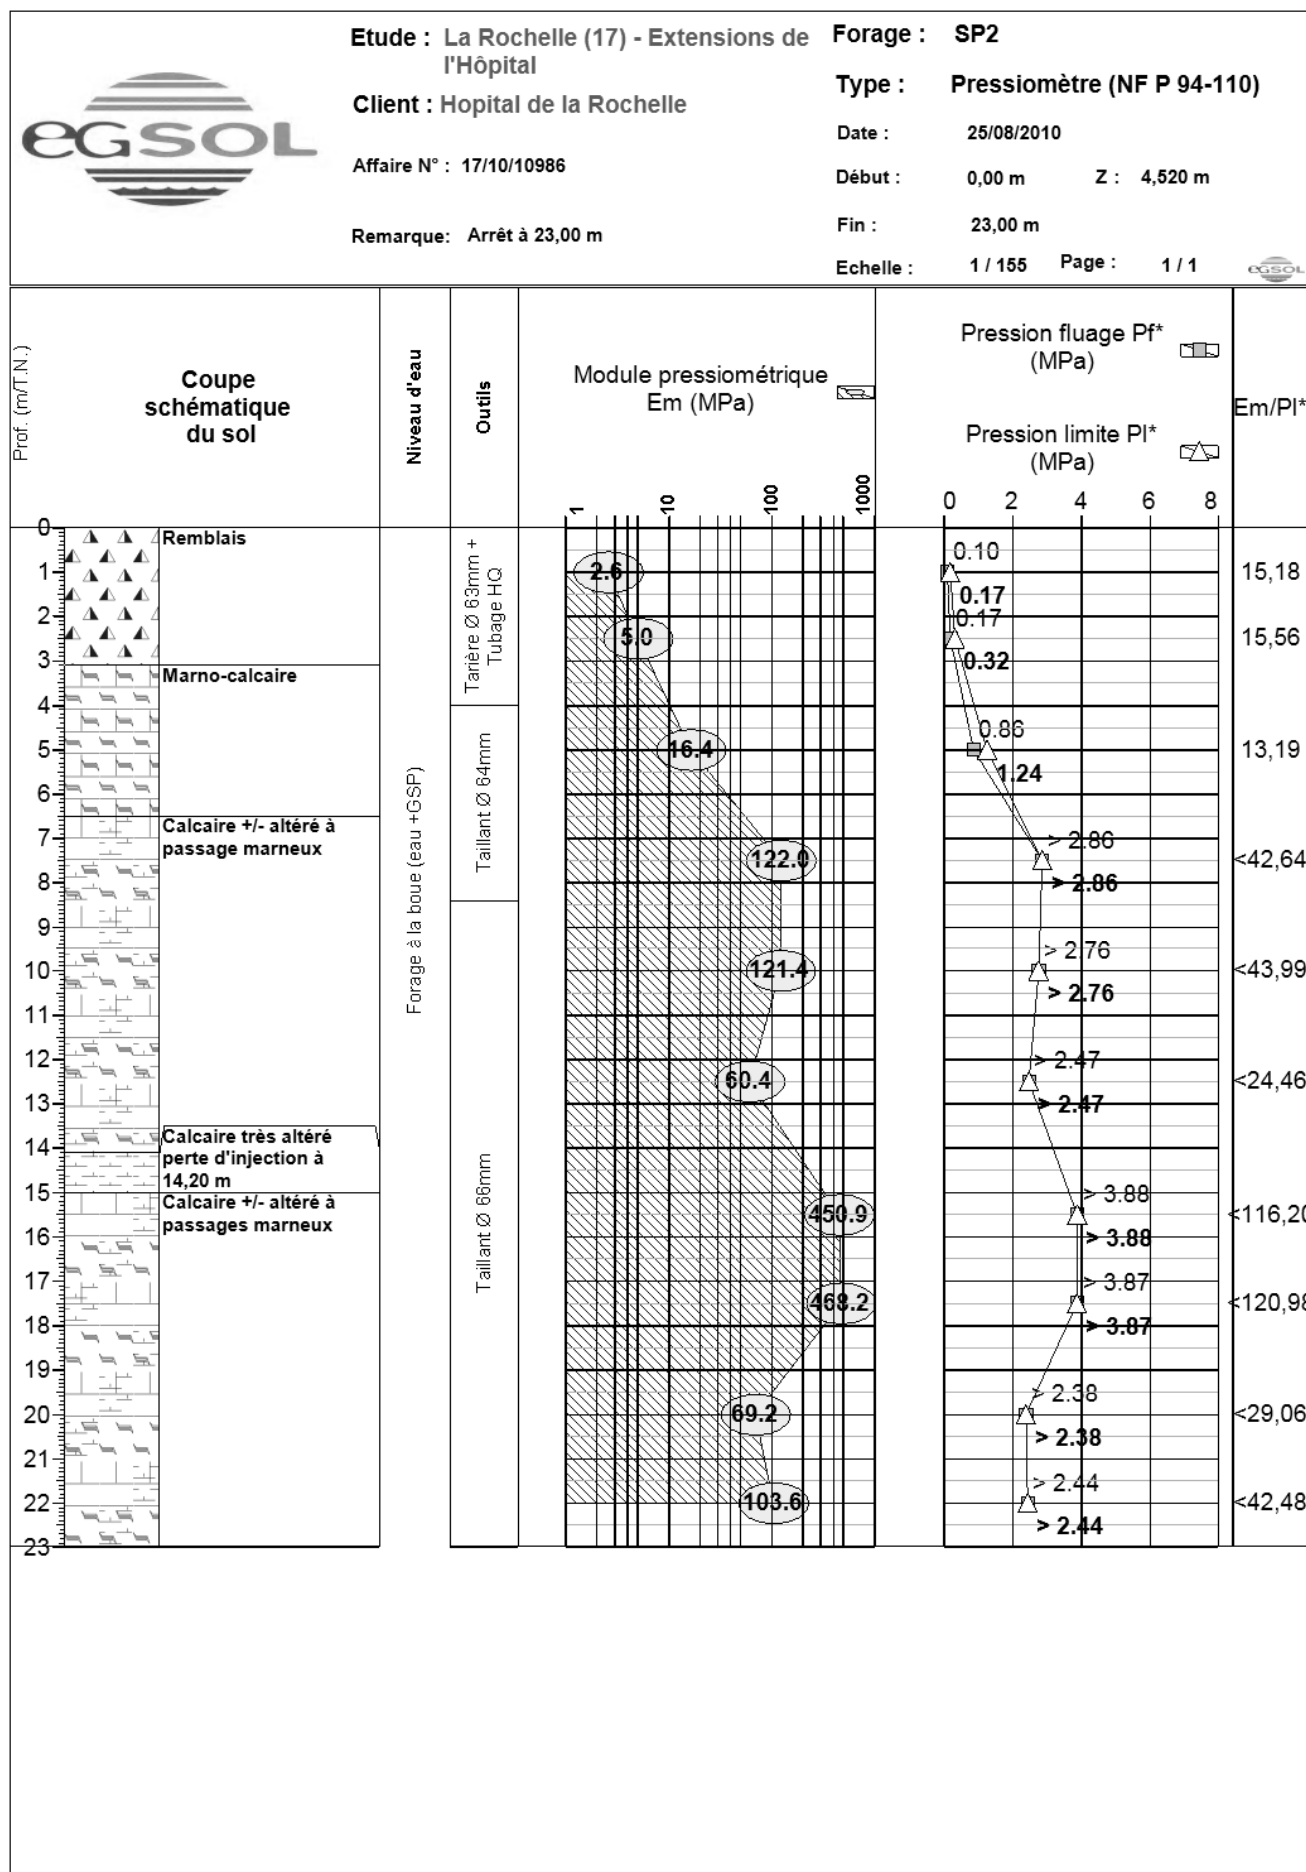 eGSOL
Etude : La Rochelle (17) - Extensions de
l'Hôpital
Client : Hopital de la Rochelle
Affaire N° : 17/10/10986
Remarque: Arrêt à 23,00 m
Forage : SP2
Type : Pressiomètre (NF P 94-110)
Date : 25/08/2010
Début : 0,00 m Z : 4,520 m
Fin : 23,00 m
Echelle : 1 / 155 Page : 1 / 1
eGSOL
Prof. (m/T.N.)
Coupe
schématique
du sol
Niveau d'eau
Outils
Module pressiométrique
Em (MPa)
1 10 100 1000
Pression fluage Pf*
(MPa)
Pression limite Pl*
(MPa)
0 2 4 6 8
Em/Pl*
0
1
2
3
4
5
6
7
8
9
10
11
12
13
14
15
16
17
18
19
20
21
22
23
Remblais
Marno-calcaire
Calcaire +/- altéré à
passage marneux
Calcaire très altéré
perte d'injection à
14,20 m
Calcaire +/- altéré à
passages marneux
Forage à la boue (eau +GSP)
Tarière Ø 63mm +
Tubage HQ
Taillant Ø 64mm
Taillant Ø 66mm
2.6
5.0
16.4
122.0
121.4
60.4
450.9
468.2
69.2
103.6
0.10
0.17
0.17
0.32
0.86
1.24
> 2.86
> 2.86
> 2.76
> 2.76
> 2.47
> 2.47
> 3.88
> 3.88
> 3.87
> 3.87
> 2.38
> 2.38
> 2.44
> 2.44
15,18
15,56
13,19
<42,64
<43,99
<24,46
<116,20
<120,98
<29,06
<42,48